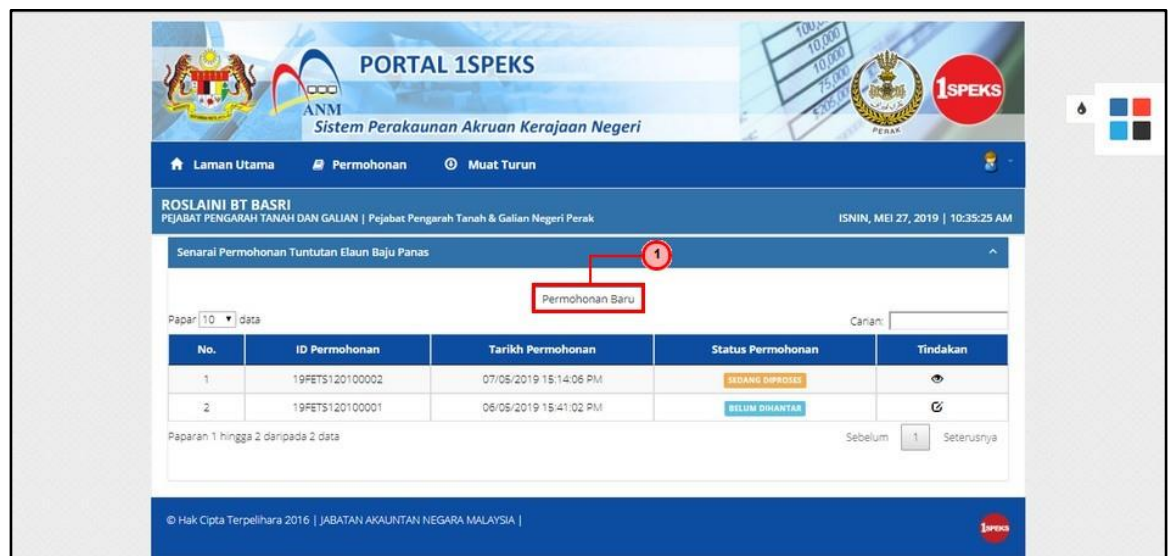 PORTAL 1SPEKS
ANM
Sistem Perakaunan Akruan Kerajaan Negeri
PERAK
1SPEKS
Laman Utama Permohonan Muat Turun
ROSLAINI BT BASRI
PEJABAT PENGARAH TANAH DAN GALIAN | Pejabat Pengarah Tanah & Galian Negeri Perak
ISNIN, MEI 27, 2019 | 10:35:25 AM
Senarai Permohonan Tuntutan Elaun Baju Panas
1
Permohonan Baru
Papar 10 data
Carian:
No. ID Permohonan Tarikh Permohonan Status Permohonan Tindakan
1 19FETS120100002 07/05/2019 15:14:06 PM SEDANG DIPROSES
2 19FETS120100001 06/05/2019 15:41:02 PM BELUM DIHANTAR
Paparan 1 hingga 2 daripada 2 data
Sebelum 1 Seterusnya
© Hak Cipta Terpelihara 2016 | JABATAN AKAUNTAN NEGARA MALAYSIA |
1SPEKS